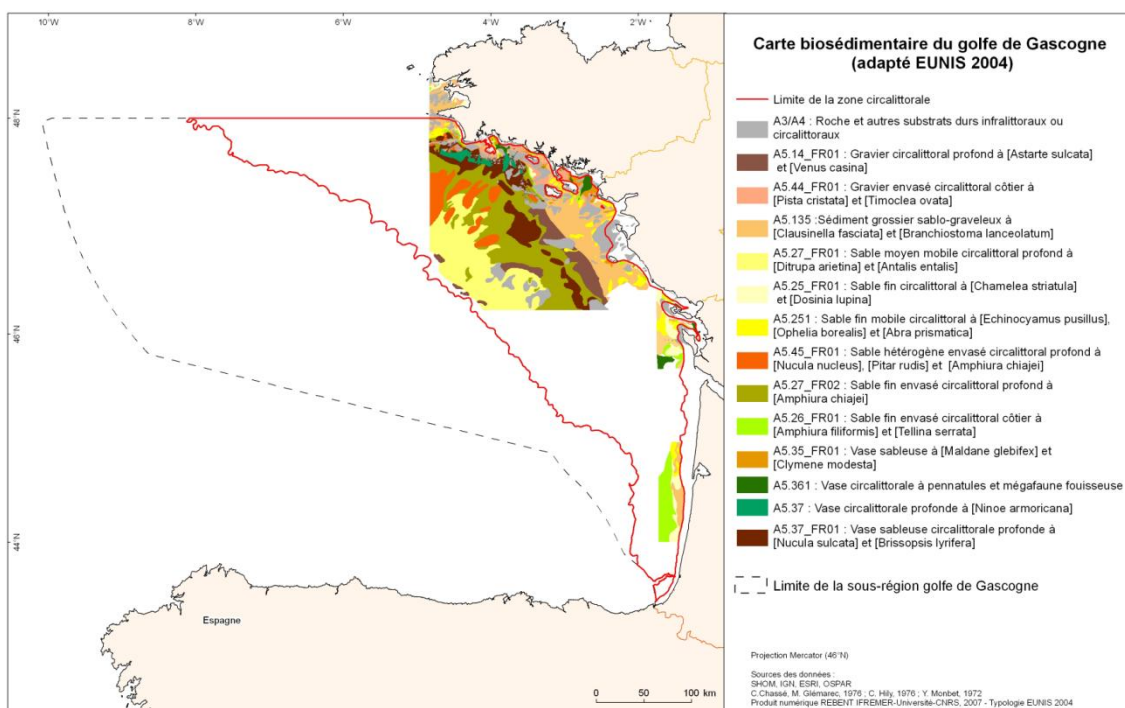 10°W
8°W
6°W
4°W
2°W
48°N
46°N
44°N
Espagne
0 50 100 km
Carte biosédimentaire du golfe de Gascogne
(adapté EUNIS 2004)
Limite de la zone circalittorale
A3/A4 : Roche et autres substrats durs infralittoraux ou
circalittoraux
A5.14_FR01 : Gravier circalittoral profond à [Astarte sulcata]
et [Venus casina]
A5.44_FR01 : Gravier envasé circalittoral côtier à
[Pista cristata] et [Timoclea ovata]
A5.135 :Sédiment grossier sablo-graveleux à
[Clausinella fasciata] et [Branchiostoma lanceolatum]
A5.27_FR01 : Sable moyen mobile circalittoral profond à
[Ditrupa arietina] et [Antalis entalis]
A5.25_FR01 : Sable fin circalittoral à [Chamelea striatula]
et [Dosinia lupina]
A5.251 : Sable fin mobile circalittoral à [Echinocyamus pusillus],
[Ophelia borealis] et [Abra prismatica]
A5.45_FR01 : Sable hétérogène envasé circalittoral profond à
[Nucula nucleus], [Pitar rudis] et [Amphiura chiajei]
A5.27_FR02 : Sable fin envasé circalittoral profond à
[Amphiura chiajei]
A5.26_FR01 : Sable fin envasé circalittoral côtier à
[Amphiura filiformis] et [Tellina serrata]
A5.35_FR01 : Vase sableuse à [Maldane glebifex] et
[Clymene modesta]
A5.361 : Vase circalittorale à pennatules et mégafaune fouisseuse
A5.37 : Vase circalittorale profonde à [Ninoe armoricana]
A5.37_FR01 : Vase sableuse circalittorale profonde à
[Nucula sulcata] et [Brissopsis lyrifera]
Limite de la sous-région golfe de Gascogne
Projection Mercator (46°N)
Sources des données :
SHOM, IGN, ESRI, OSPAR
C.Chassé, M. Glémarec, 1976 ; C. Hily, 1976 ; Y. Monbet, 1972
Produit numérique REBENT IFREMER-Université-CNRS, 2007 - Typologie EUNIS 2004